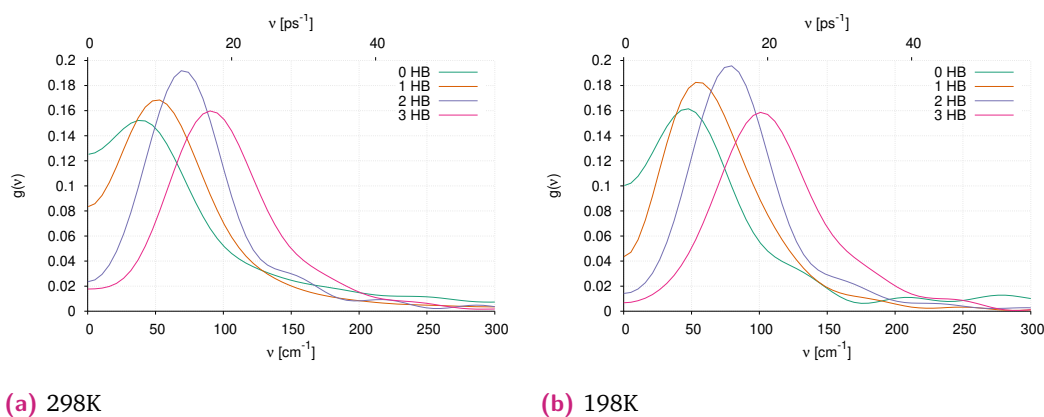 ν [ps⁻¹]
0 20 40
0.2
0.18
0.16
0.14
0.12
0.1
0.08
0.06
0.04
0.02
0
g(ν)
0 HB
1 HB
2 HB
3 HB
0 50 100 150 200 250 300
ν [cm⁻¹]
(a) 298K
ν [ps⁻¹]
0 20 40
0.2
0.18
0.16
0.14
0.12
0.1
0.08
0.06
0.04
0.02
0
g(ν)
0 HB
1 HB
2 HB
3 HB
0 50 100 150 200 250 300
ν [cm⁻¹]
(b) 198K